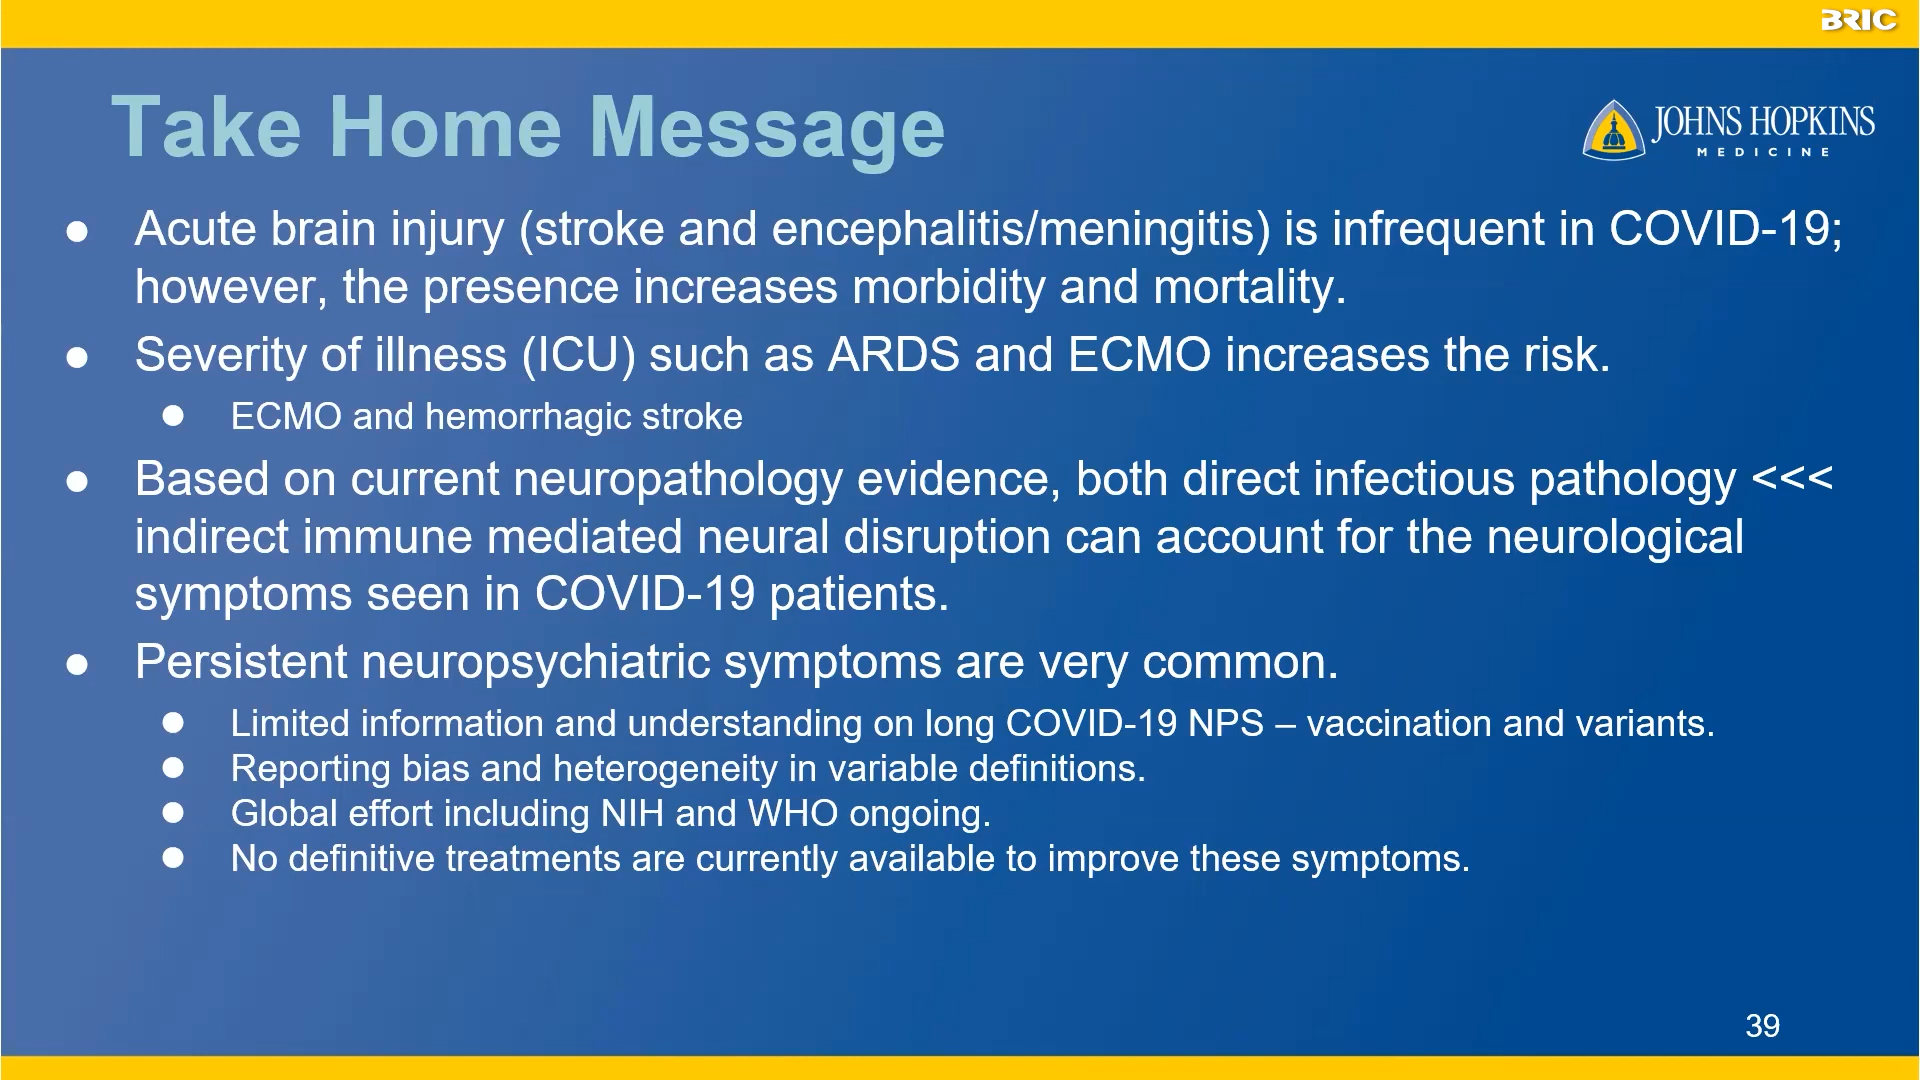 BRIC
Take Home Message
JOHNS HOPKINS
MEDICINE
● Acute brain injury (stroke and encephalitis/meningitis) is infrequent in COVID-19;
however, the presence increases morbidity and mortality.
● Severity of illness (ICU) such as ARDS and ECMO increases the risk.
● ECMO and hemorrhagic stroke
● Based on current neuropathology evidence, both direct infectious pathology <<<
indirect immune mediated neural disruption can account for the neurological
symptoms seen in COVID-19 patients.
● Persistent neuropsychiatric symptoms are very common.
● Limited information and understanding on long COVID-19 NPS – vaccination and variants.
● Reporting bias and heterogeneity in variable definitions.
● Global effort including NIH and WHO ongoing.
● No definitive treatments are currently available to improve these symptoms.
39